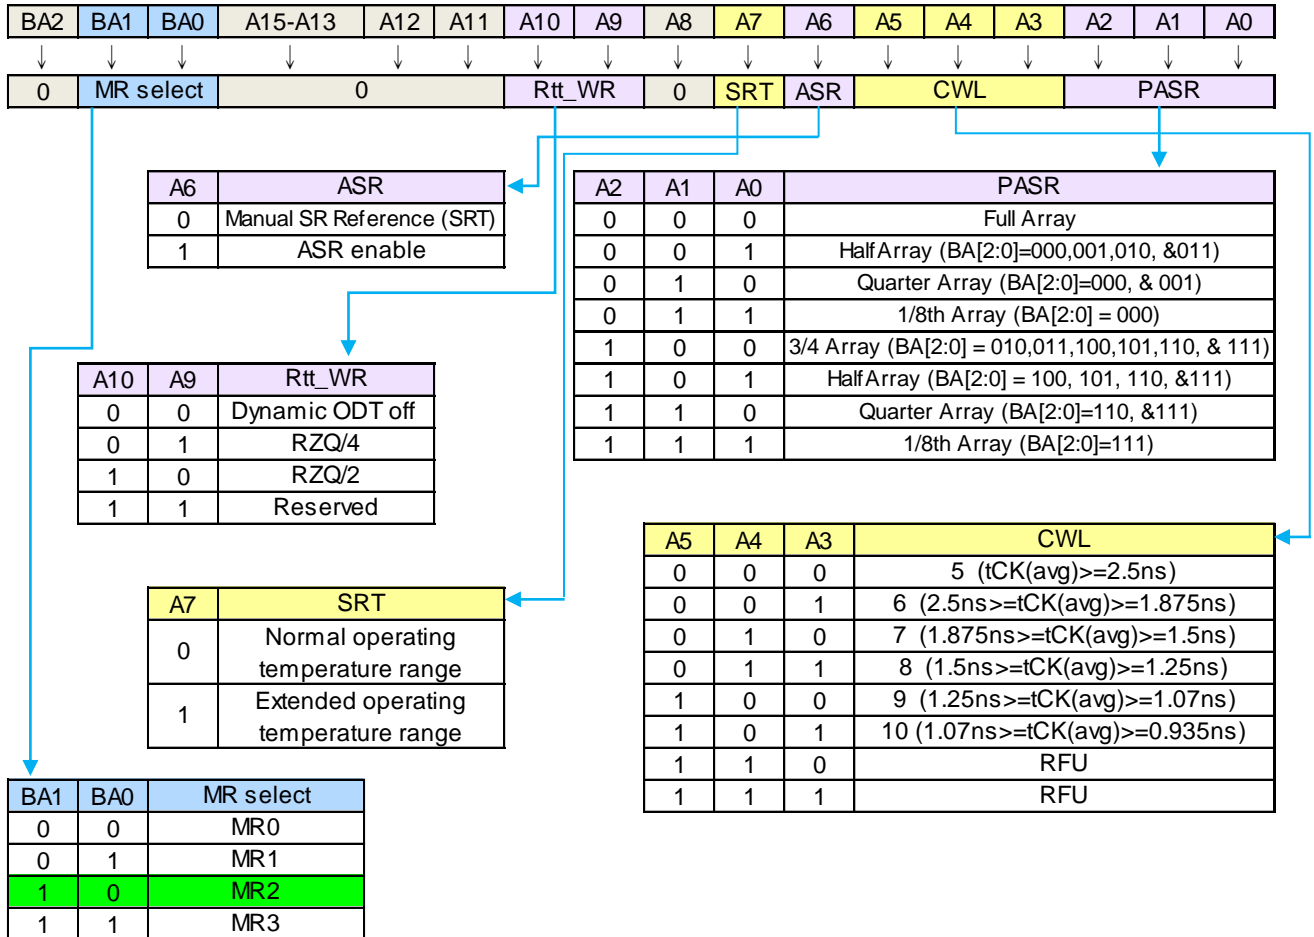 BA2 BA1 BA0 A15-A13 A12 A11 A10 A9 A8 A7 A6 A5 A4 A3 A2 A1 A0
0 MR select 0 Rtt_WR 0 SRT ASR CWL PASR
A6 ASR
0 Manual SR Reference (SRT)
1 ASR enable
A2 A1 A0 PASR
0 0 0 Full Array
0 0 1 HalfArray (BA[2:0]=000,001,010, &011)
0 1 0 Quarter Array (BA[2:0]=000, & 001)
0 1 1 1/8th Array (BA[2:0] = 000)
1 0 0 3/4 Array (BA[2:0] = 010,011,100,101,110, & 111)
1 0 1 HalfArray (BA[2:0] = 100, 101, 110, &111)
1 1 0 Quarter Array (BA[2:0]=110, &111)
1 1 1 1/8th Array (BA[2:0]=111)
A10 A9 Rtt_WR
0 0 Dynamic ODT off
0 1 RZQ/4
1 0 RZQ/2
1 1 Reserved
A5 A4 A3 CWL
0 0 0 5 (tCK(avg)>=2.5ns)
0 0 1 6 (2.5ns>=tCK(avg)>=1.875ns)
0 1 0 7 (1.875ns>=tCK(avg)>=1.5ns)
0 1 1 8 (1.5ns>=tCK(avg)>=1.25ns)
1 0 0 9 (1.25ns>=tCK(avg)>=1.07ns)
1 0 1 10 (1.07ns>=tCK(avg)>=0.935ns)
1 1 0 RFU
1 1 1 RFU
A7 SRT
0 Normal operating
temperature range
1 Extended operating
temperature range
BA1 BA0 MR select
0 0 MR0
0 1 MR1
1 0 MR2
1 1 MR3